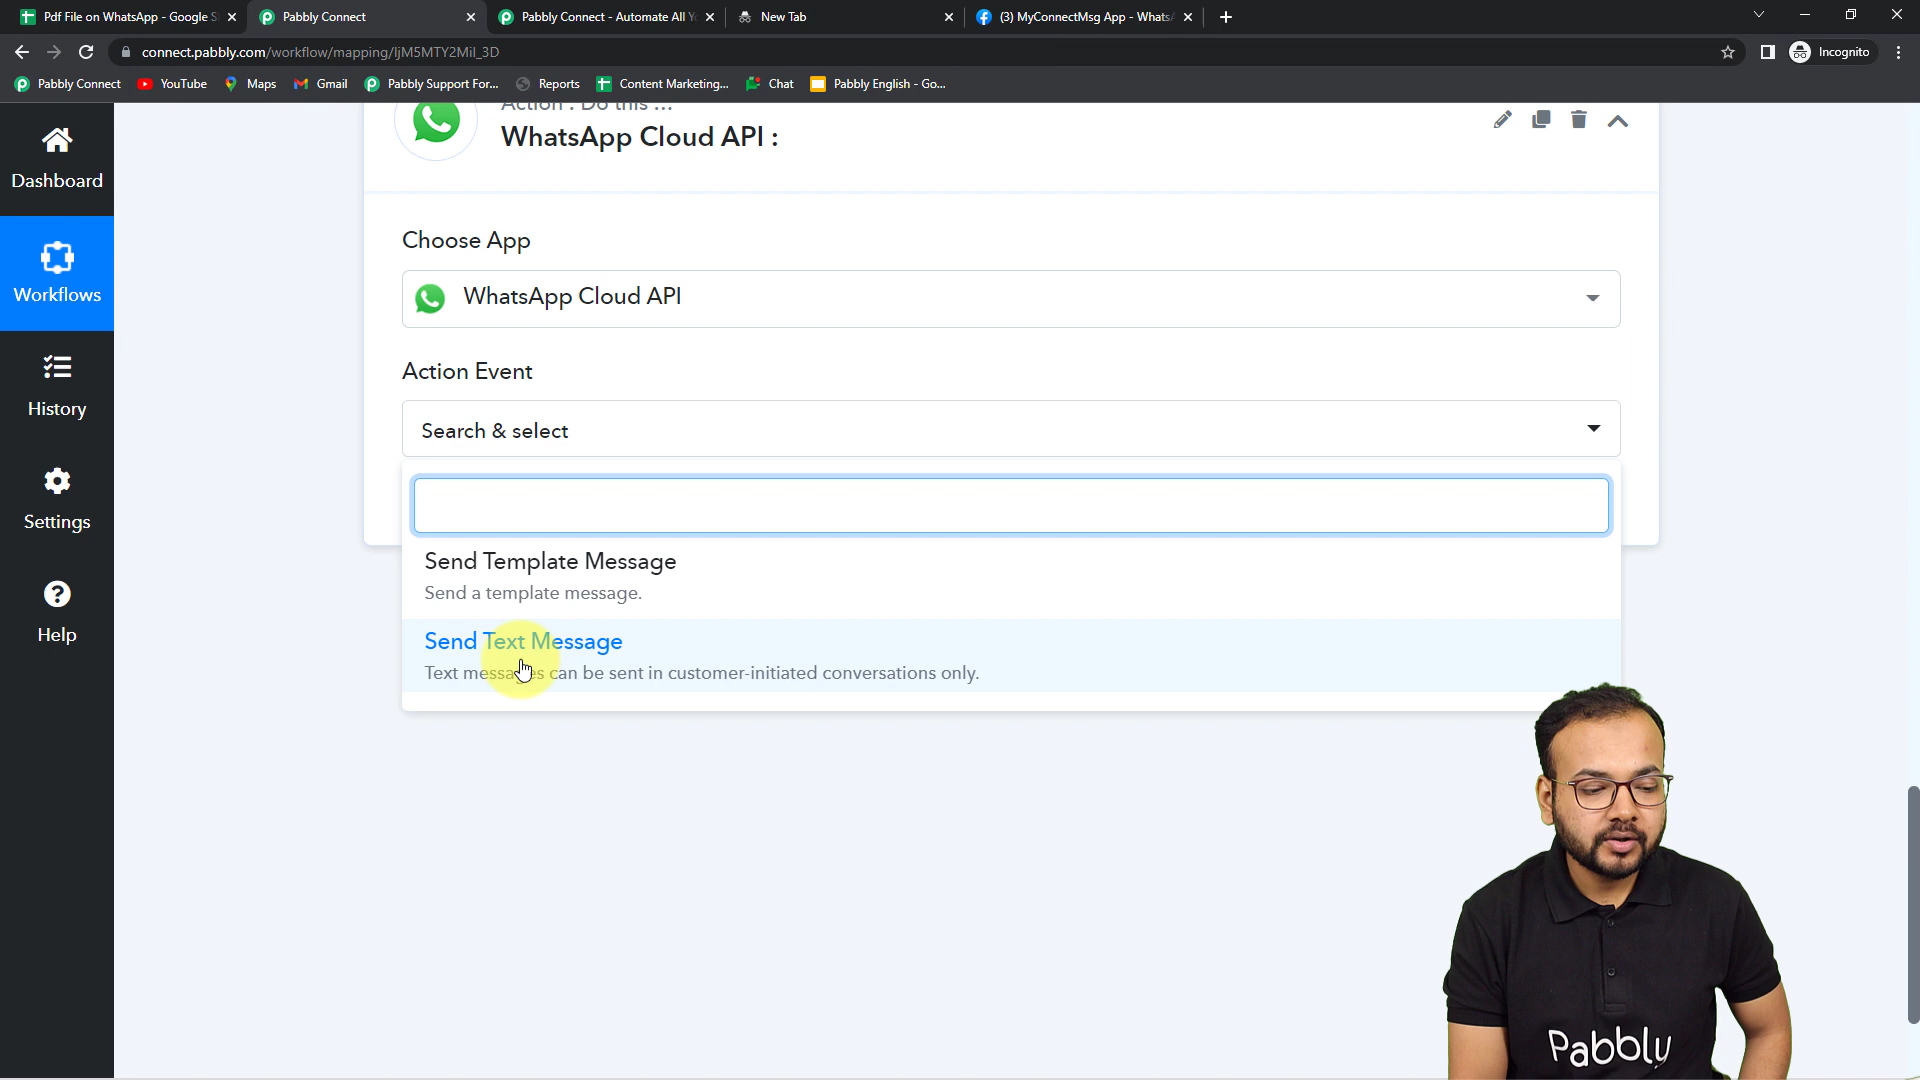 Pdf File on WhatsApp - Google S
Pabbly Connect
Pabbly Connect - Automate All Y
New Tab
(3) MyConnectMsg App - Whats
connect.pabbly.com/workflow/mapping/IjM5MTY2MiI_3D
Incognito
Pabbly Connect
YouTube
Maps
Gmail
Pabbly Support For...
Reports
Content Marketing...
Chat
Pabbly English - Go...
Dashboard
Workflows
History
Settings
Help
Action : Do this ...
WhatsApp Cloud API :
Choose App
WhatsApp Cloud API
Action Event
Search & select
Send Template Message
Send a template message.
Send Text Message
Text messages can be sent in customer-initiated conversations only.
Pabbly